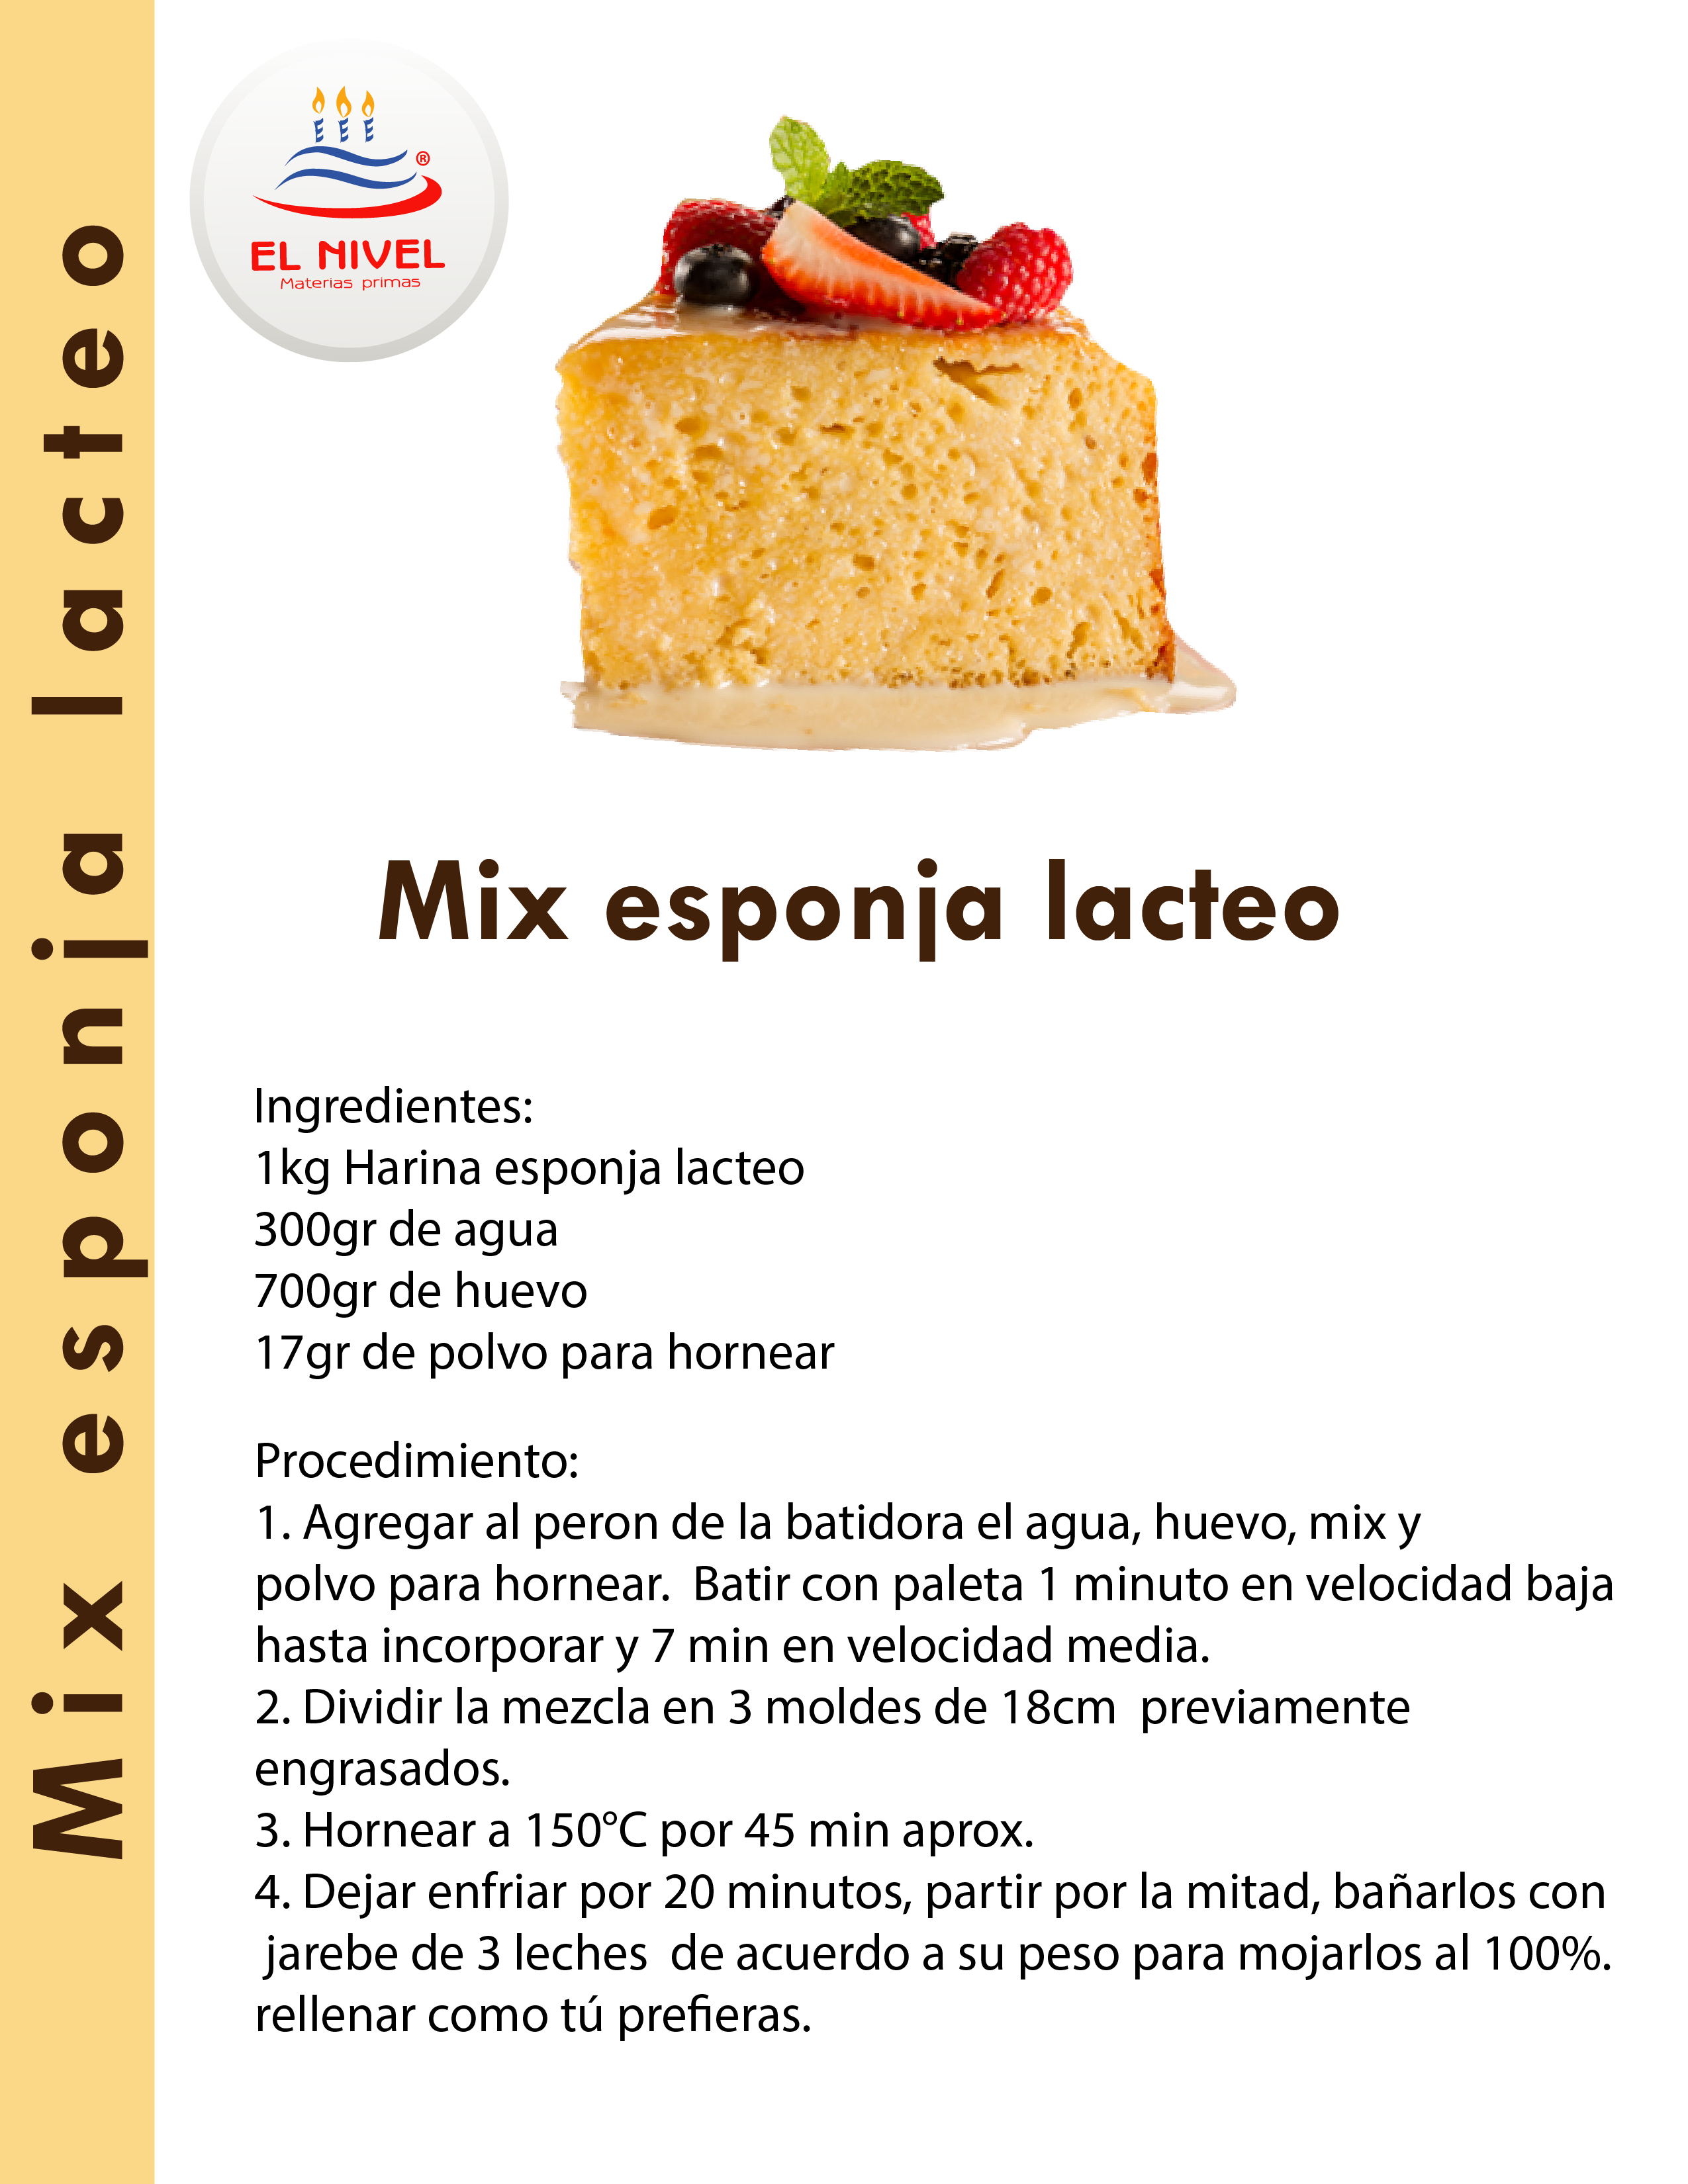 Mix esponja lacteo
®
EL NIVEL
Materias primas
Mix esponja lacteo
Ingredientes:
1kg Harina esponja lacteo
300gr de agua
700gr de huevo
17gr de polvo para hornear
Procedimiento:
1. Agregar al peron de la batidora el agua, huevo, mix y
polvo para hornear.  Batir con paleta 1 minuto en velocidad baja
hasta incorporar y 7 min en velocidad media.
2. Dividir la mezcla en 3 moldes de 18cm  previamente
engrasados.
3. Hornear a 150°C por 45 min aprox.
4. Dejar enfriar por 20 minutos, partir por la mitad, bañarlos con
jarebe de 3 leches  de acuerdo a su peso para mojarlos al 100%.
rellenar como tú prefieras.